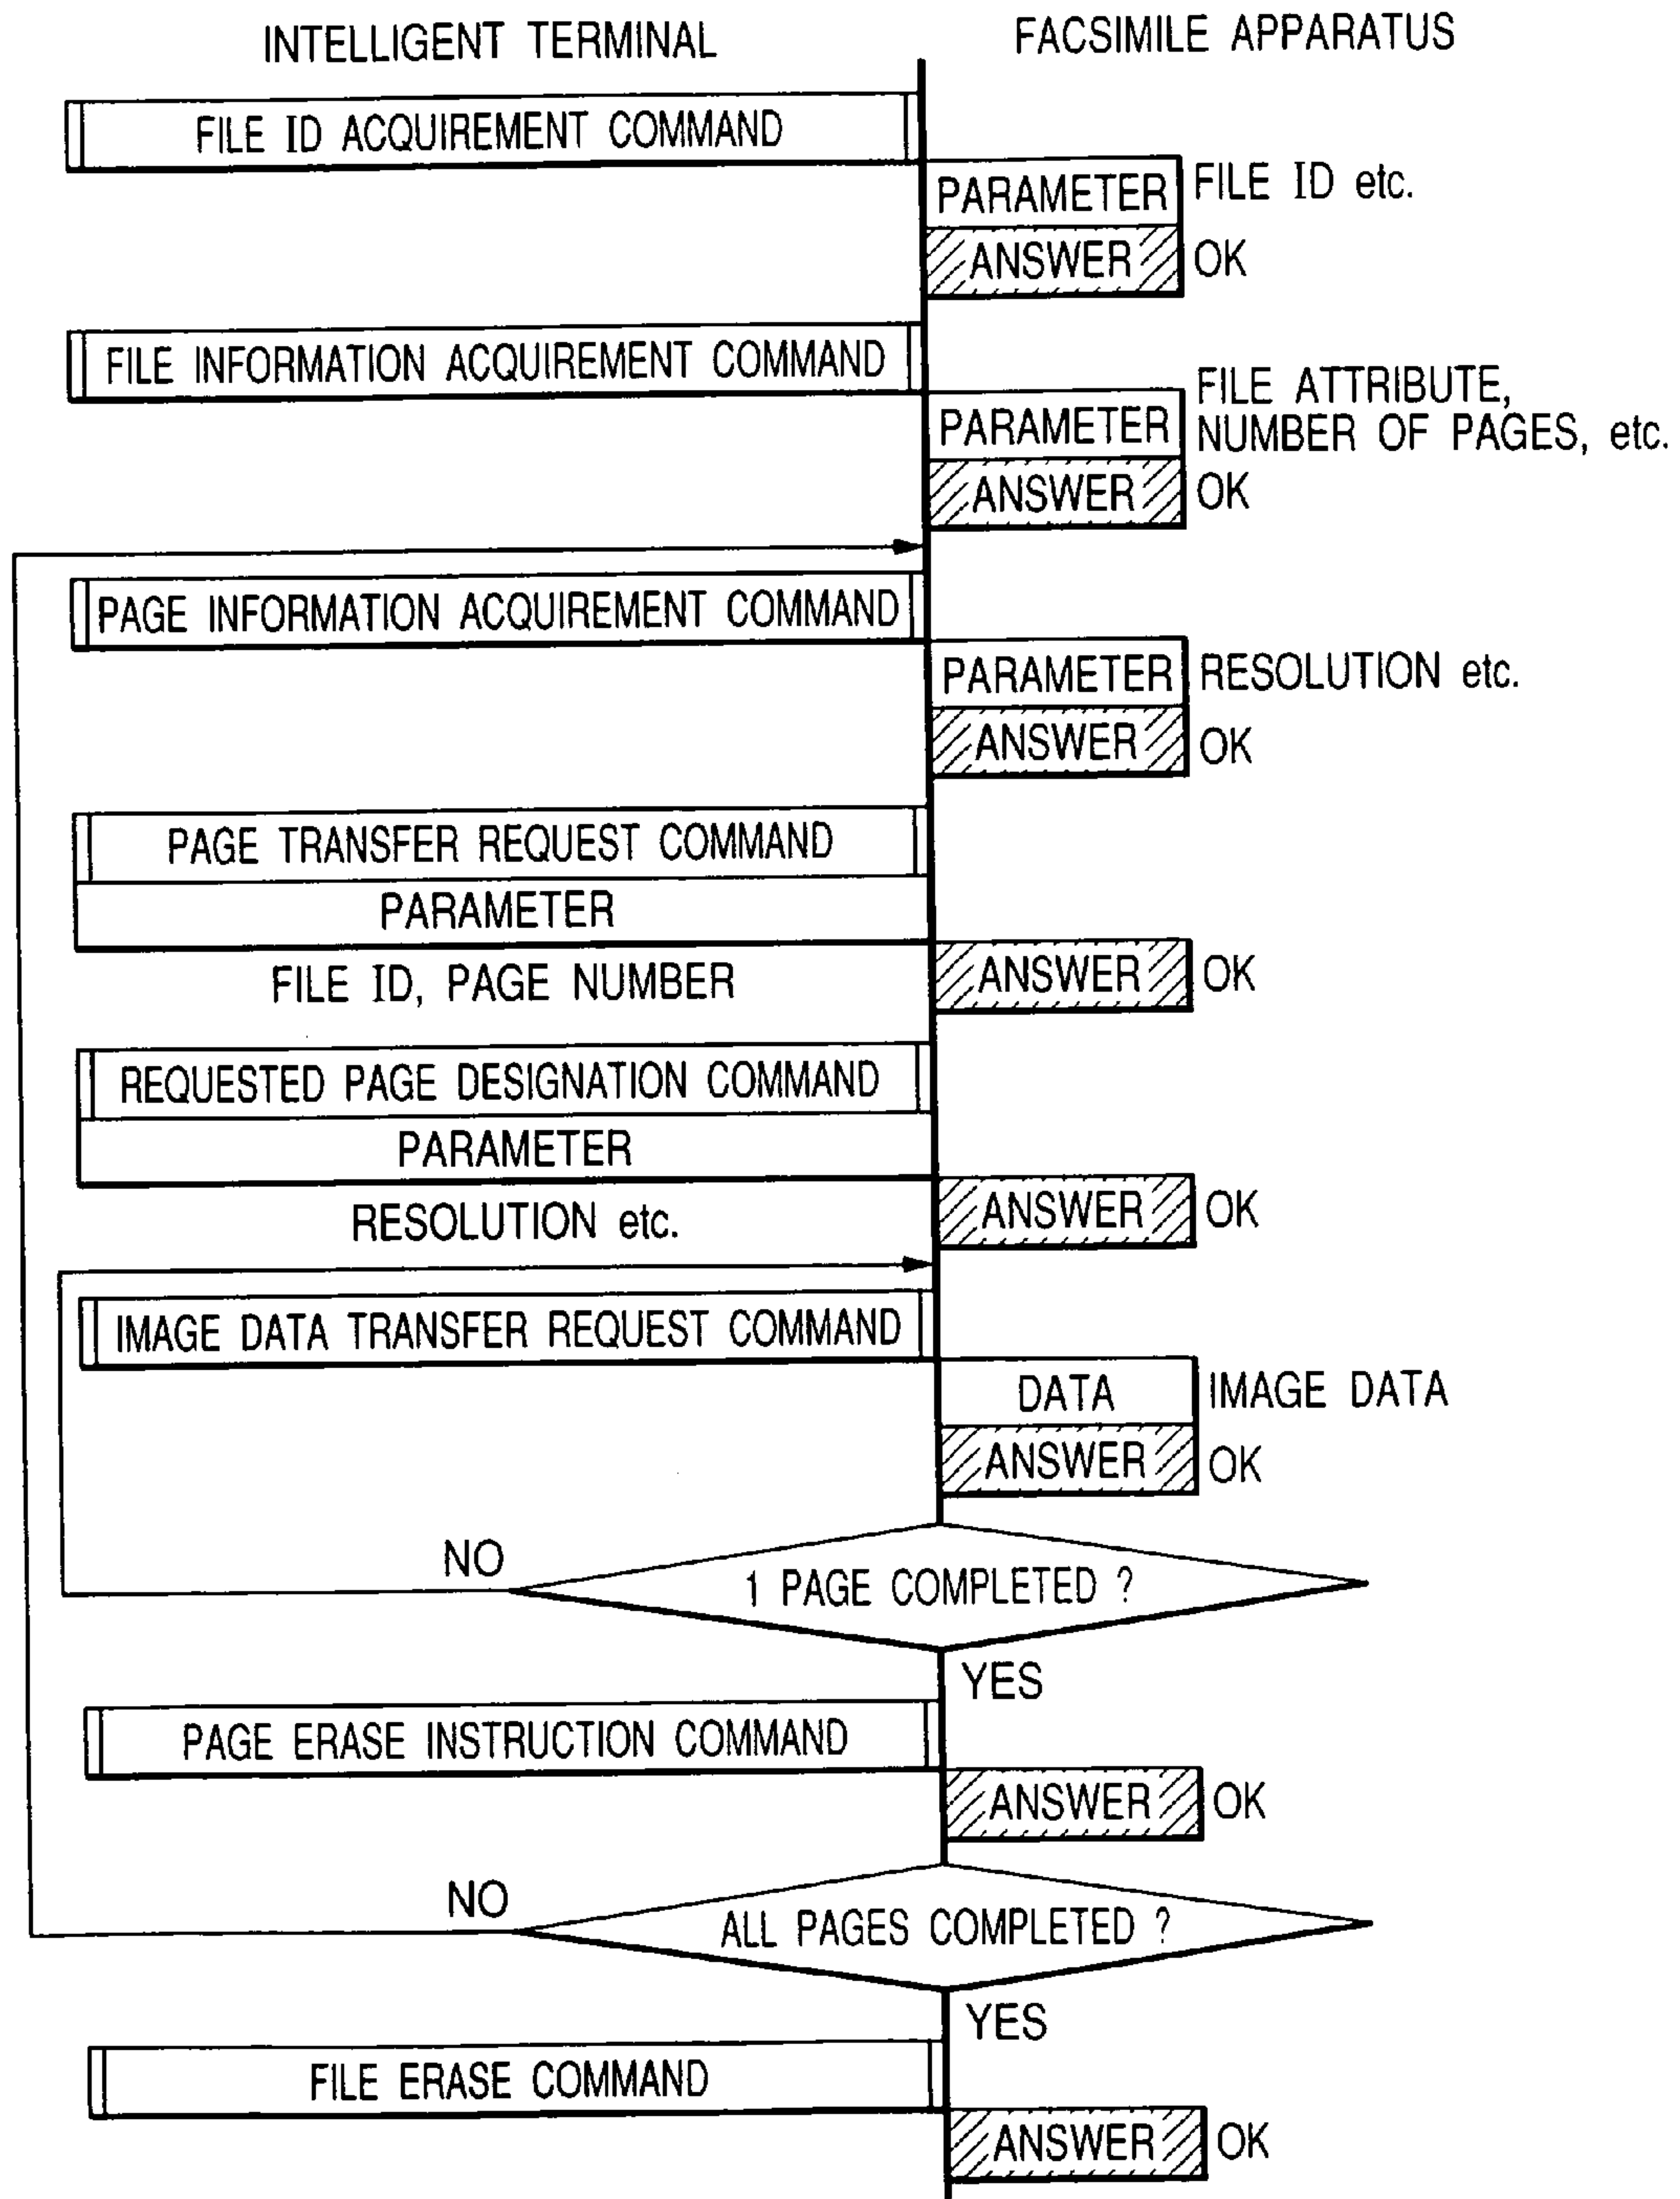 INTELLIGENT TERMINAL
FACSIMILE APPARATUS
FILE ID ACQUIREMENT COMMAND
PARAMETER
FILE ID etc.
ANSWER
OK
FILE INFORMATION ACQUIREMENT COMMAND
PARAMETER
FILE ATTRIBUTE,
NUMBER OF PAGES, etc.
ANSWER
OK
PAGE INFORMATION ACQUIREMENT COMMAND
PARAMETER
RESOLUTION etc.
ANSWER
OK
PAGE TRANSFER REQUEST COMMAND
PARAMETER
FILE ID, PAGE NUMBER
ANSWER
OK
REQUESTED PAGE DESIGNATION COMMAND
PARAMETER
RESOLUTION etc.
ANSWER
OK
IMAGE DATA TRANSFER REQUEST COMMAND
DATA
IMAGE DATA
ANSWER
OK
NO
1 PAGE COMPLETED ?
YES
PAGE ERASE INSTRUCTION COMMAND
ANSWER
OK
NO
ALL PAGES COMPLETED ?
YES
FILE ERASE COMMAND
ANSWER
OK